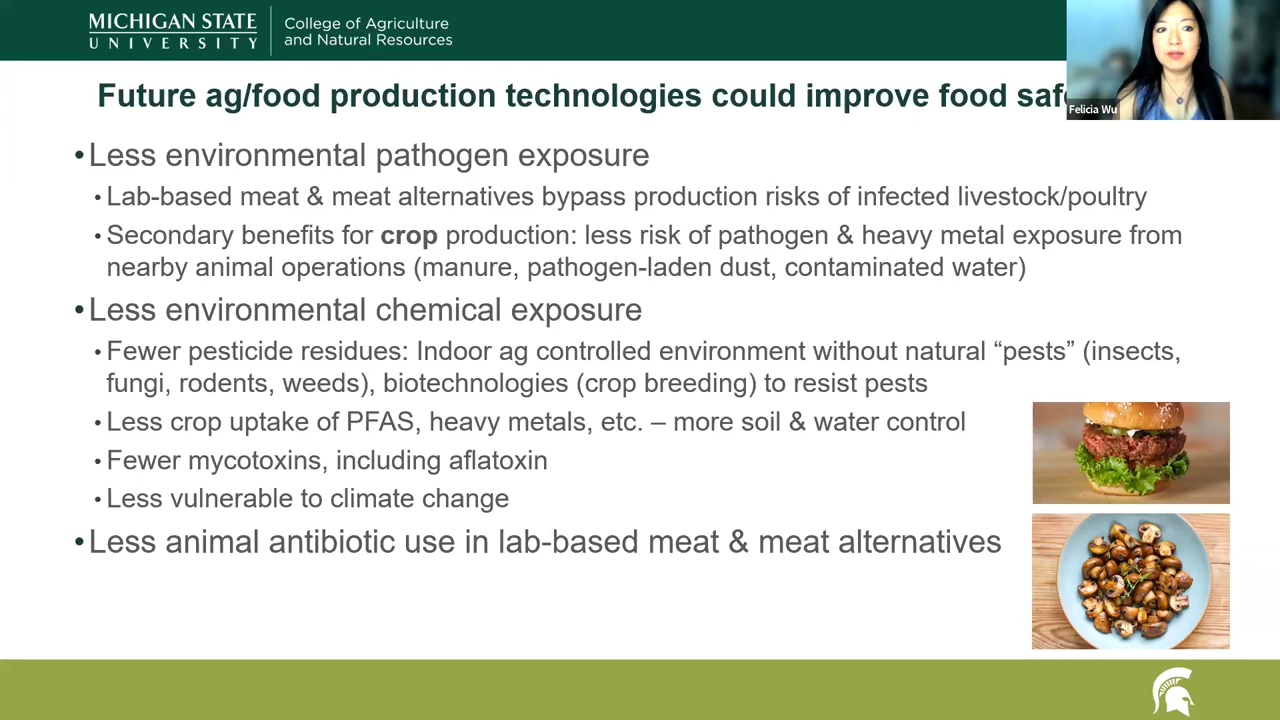 MICHIGAN STATE
UNIVERSITY
College of Agriculture
and Natural Resources
Felicia Wu
Future ag/food production technologies could improve food
•Less environmental pathogen exposure
•Lab-based meat & meat alternatives bypass production risks of infected livestock/poultry
•Secondary benefits for crop production: less risk of pathogen & heavy metal exposure from
nearby animal operations (manure, pathogen-laden dust, contaminated water)
•Less environmental chemical exposure
•Fewer pesticide residues: Indoor ag controlled environment without natural “pests” (insects,
fungi, rodents, weeds), biotechnologies (crop breeding) to resist pests
•Less crop uptake of PFAS, heavy metals, etc. – more soil & water control
•Fewer mycotoxins, including aflatoxin
•Less vulnerable to climate change
•Less animal antibiotic use in lab-based meat & meat alternatives